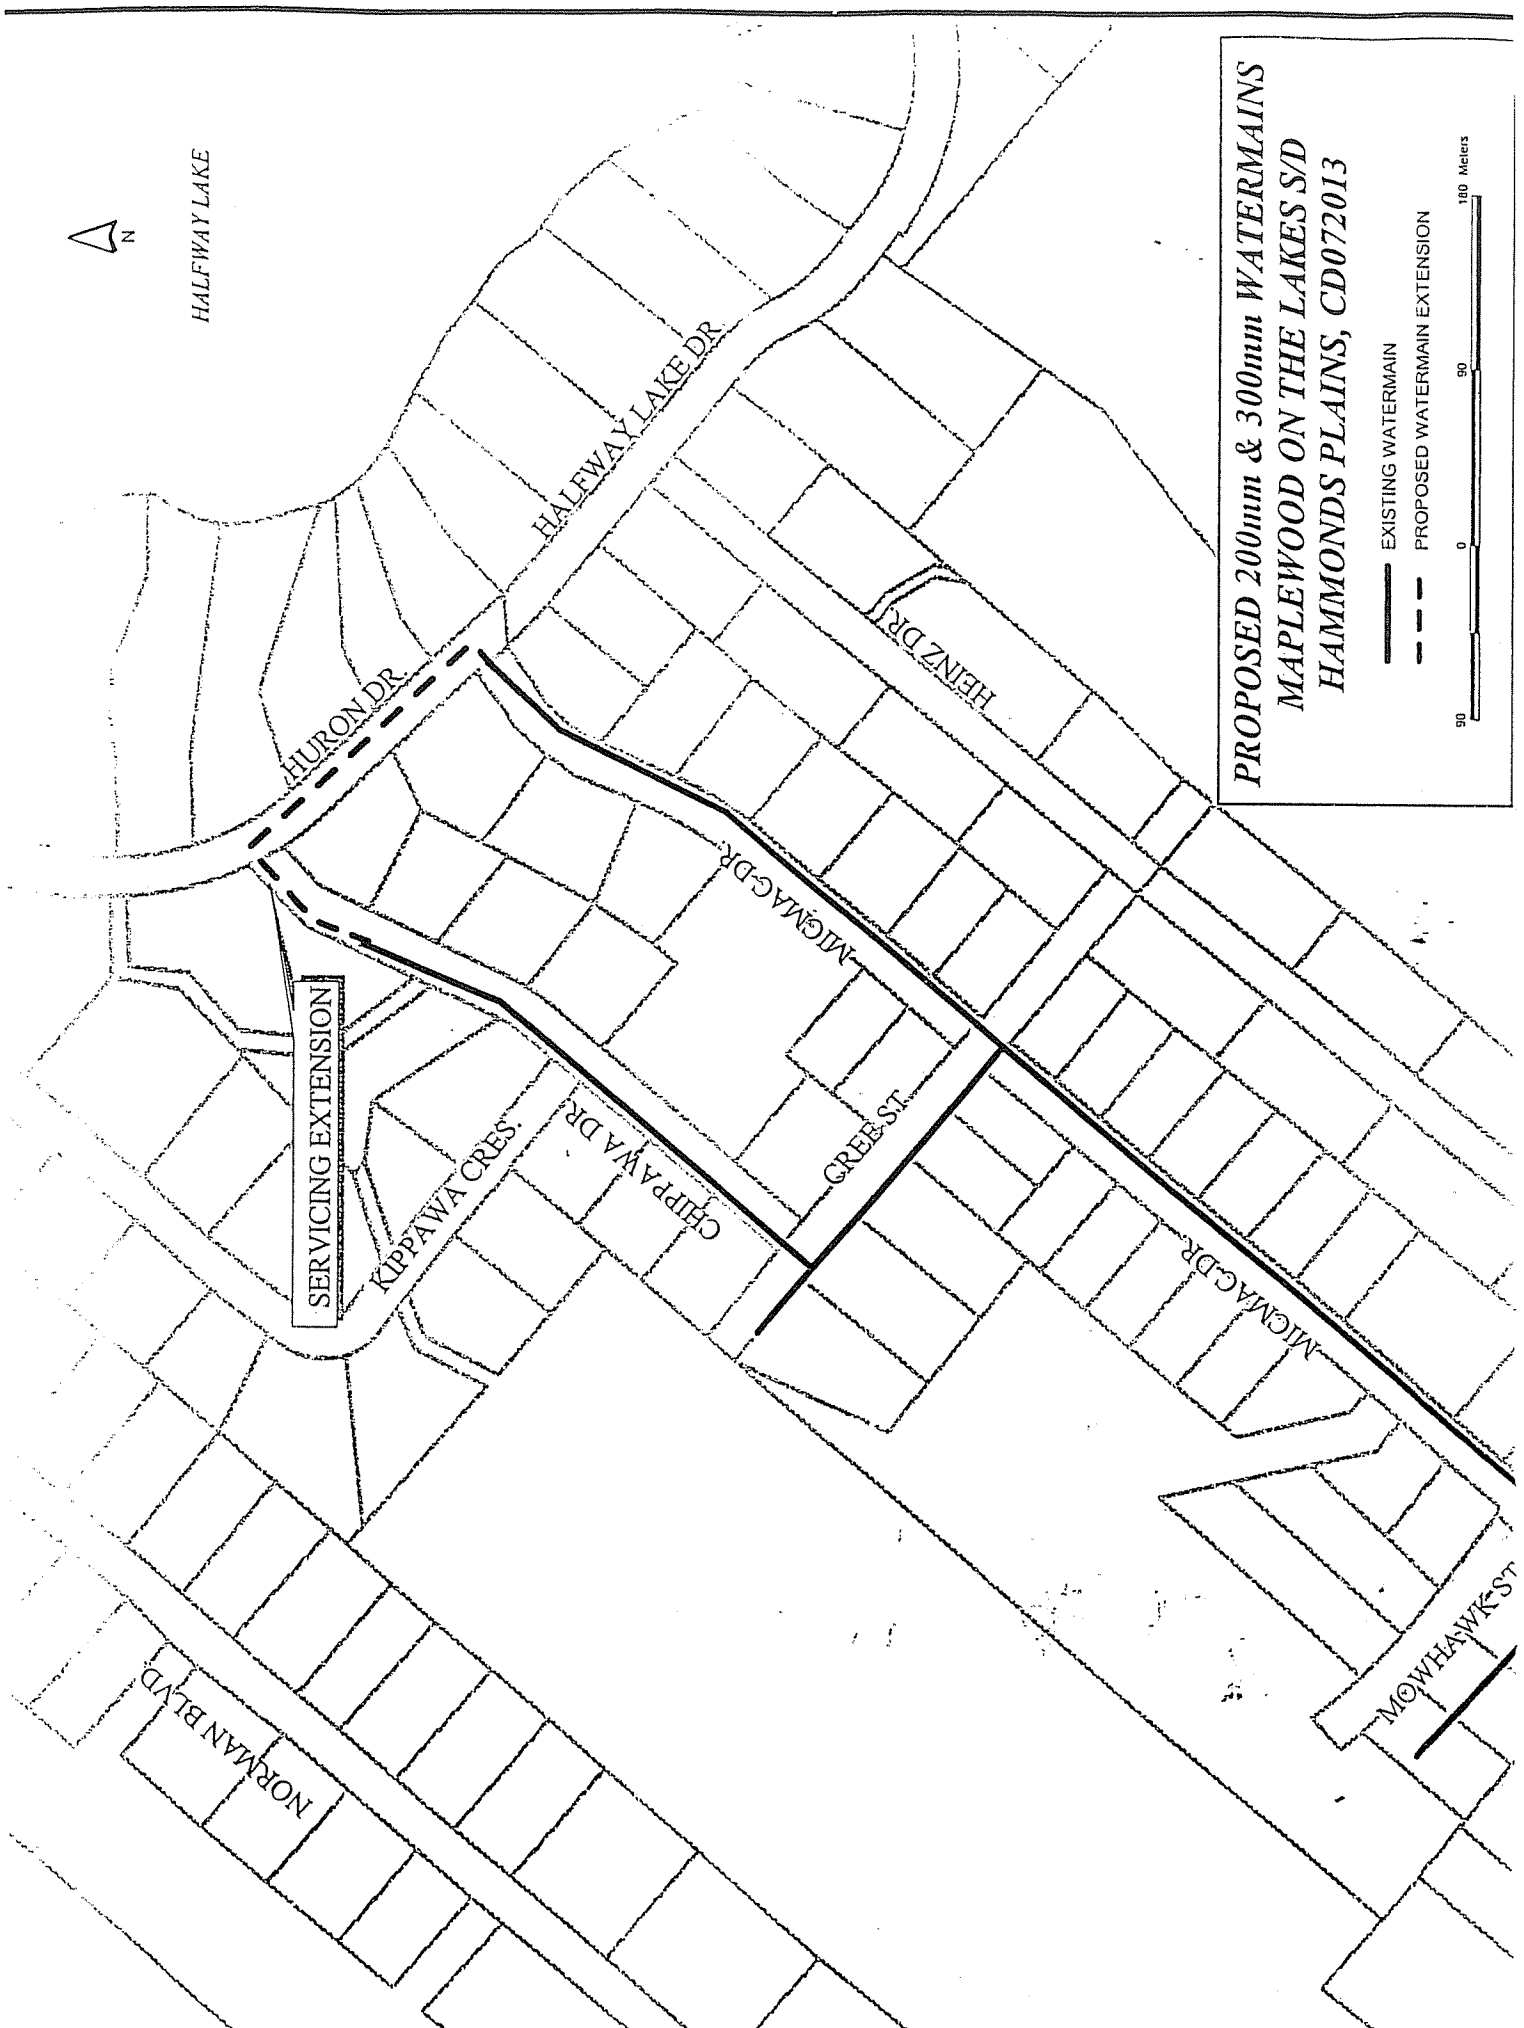 N
HALFWAY LAKE
HALFWAY LAKE DR.
HURON DR.
SERVICING EXTENSION
KIPPAWA CRES.
CHIPPAWA DR
CREE ST.
MICMAC DR.
MICMAC DR.
HEINZ DR.
NORMAN BLVD
MOWHAWK ST
PROPOSED 200mm & 300mm WATERMAINS
MAPLEWOOD ON THE LAKES S/D
HAMMONDS PLAINS, CD072013
EXISTING WATERMAIN
PROPOSED WATERMAIN EXTENSION
90 0 90 180 Meters